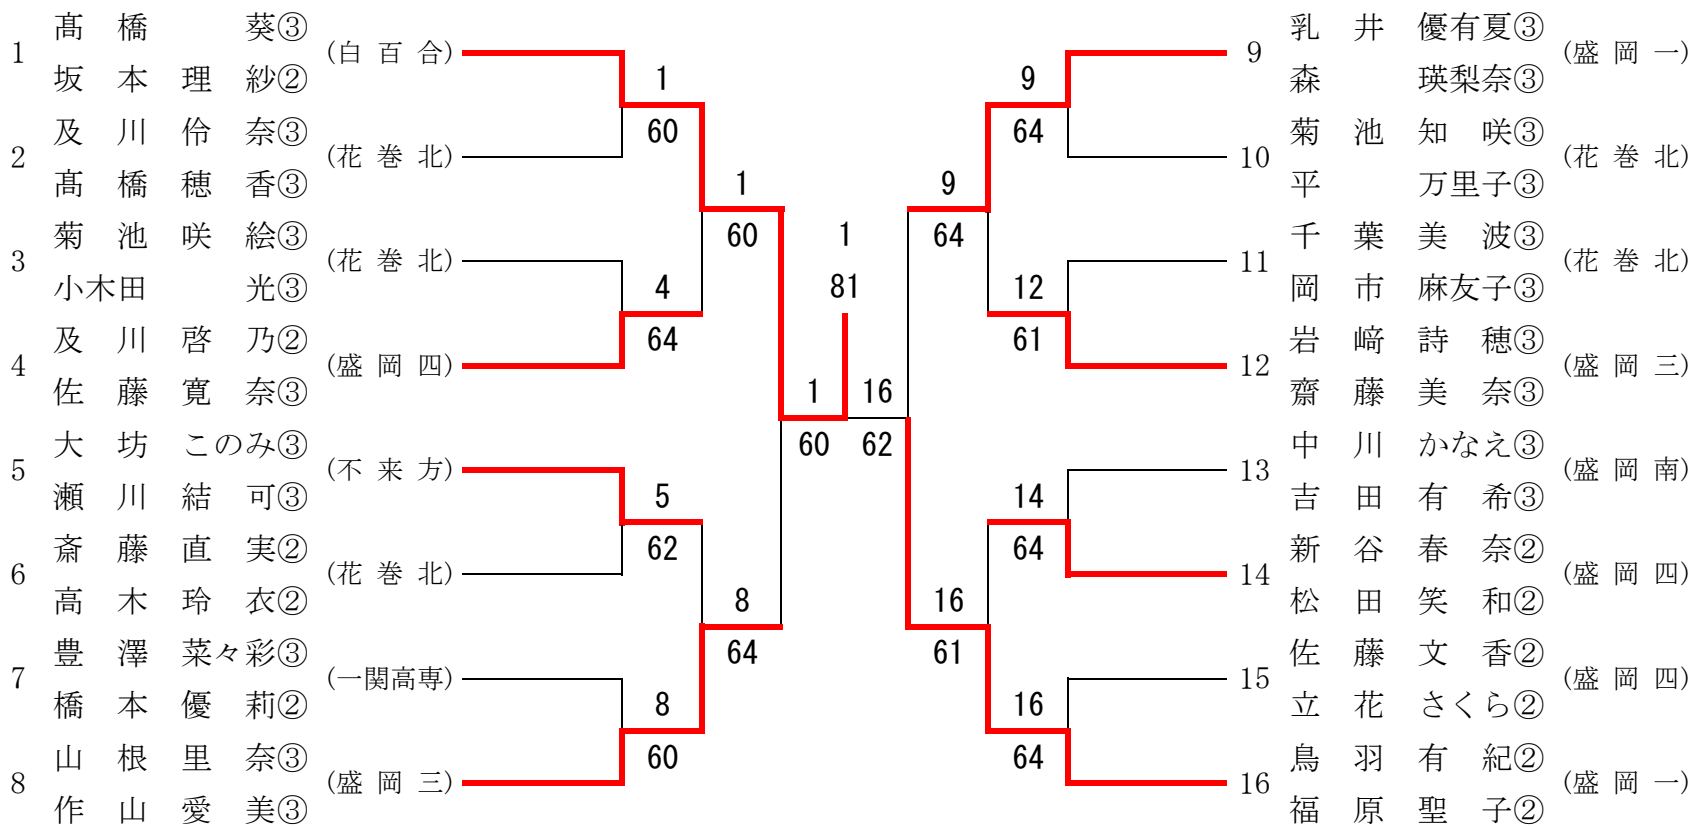 髙橋 葵③
1 (白百合)
坂本理紗②
及川伶奈③
2 (花巻北)
髙橋穂香③
菊池咲絵③
3 (花巻北)
小木田 光③
及川啓乃②
4 (盛岡四)
佐藤寛奈③
大坊このみ③
5 (不来方)
瀬川結可③
斎藤直実②
6 (花巻北)
高木玲衣②
豊澤菜々彩③
7 (一関高専)
橋本優莉②
山根里奈③
8 (盛岡三)
作山愛美③
1
60
4
64
5
62
8
60
1
60
8
64
1
60
1
81
16
62
9
64
16
61
9
64
12
61
14
64
16
64
乳井優有夏③
9 (盛岡一)
森 瑛梨奈③
菊池知咲③
10 (花巻北)
平 万里子③
千葉美波③
11 (花巻北)
岡市麻友子③
岩﨑詩穂③
12 (盛岡三)
齋藤美奈③
中川かなえ③
13 (盛岡南)
吉田有希③
新谷春奈②
14 (盛岡四)
松田笑和②
佐藤文香②
15 (盛岡四)
立花さくら②
鳥羽有紀②
16 (盛岡一)
福原聖子②